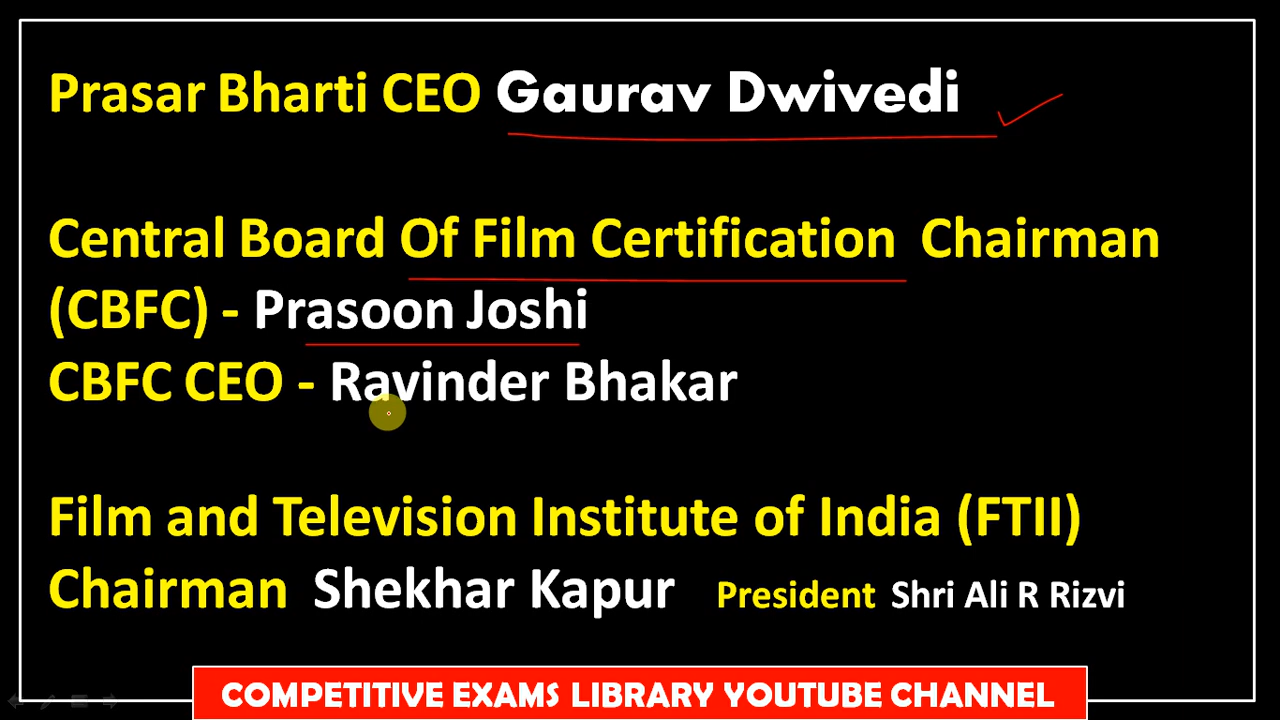 Prasar Bharti CEO Gaurav Dwivedi
Central Board Of Film Certification Chairman
(CBFC) - Prasoon Joshi
CBFC CEO - Ravinder Bhakar
Film and Television Institute of India (FTII)
Chairman Shekhar Kapur President Shri Ali R Rizvi
COMPETITIVE EXAMS LIBRARY YOUTUBE CHANNEL